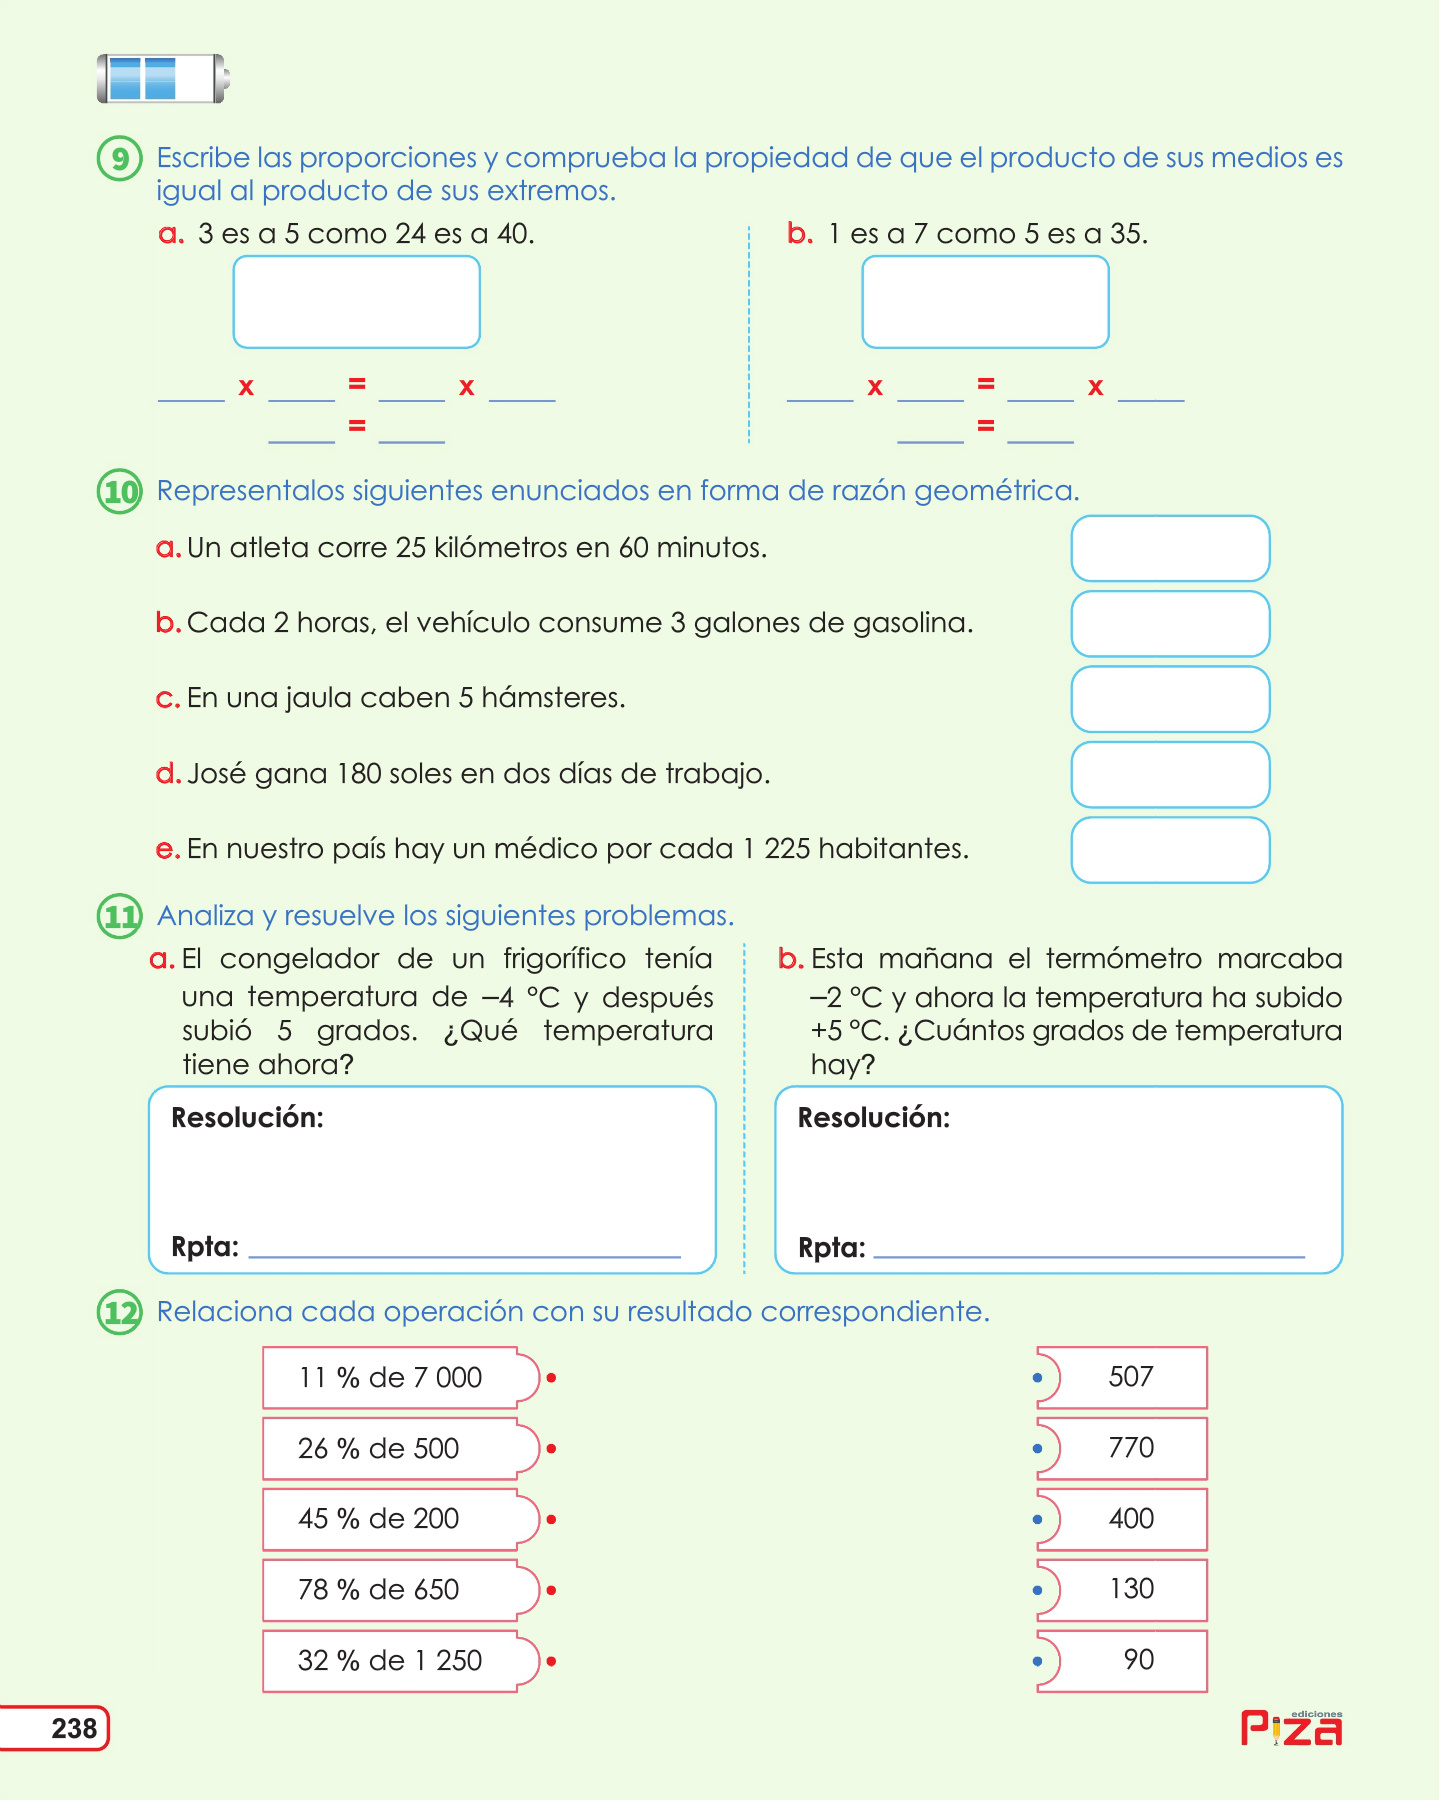 9 Escribe las proporciones y comprueba la propiedad de que el producto de sus medios es
igual al producto de sus extremos.
a. 3 es a 5 como 24 es a 40.
____ x ____ = ____ x ____
____ = ____
b. 1 es a 7 como 5 es a 35.
____ x ____ = ____ x ____
____ = ____
10 Representalos siguientes enunciados en forma de razón geométrica.
a. Un atleta corre 25 kilómetros en 60 minutos.
b. Cada 2 horas, el vehículo consume 3 galones de gasolina.
c. En una jaula caben 5 hámsteres.
d. José gana 180 soles en dos días de trabajo.
e. En nuestro país hay un médico por cada 1 225 habitantes.
11 Analiza y resuelve los siguientes problemas.
a. El congelador de un frigorífico tenía
una temperatura de –4 °C y después
subió 5 grados. ¿Qué temperatura
tiene ahora?
Resolución:
Rpta: ____
b. Esta mañana el termómetro marcaba
–2 °C y ahora la temperatura ha subido
+5 °C. ¿Cuántos grados de temperatura
hay?
Resolución:
Rpta: ____
12 Relaciona cada operación con su resultado correspondiente.
11 % de 7 000
26 % de 500
45 % de 200
78 % de 650
32 % de 1 250
507
770
400
130
90
238
ediciones
Piza